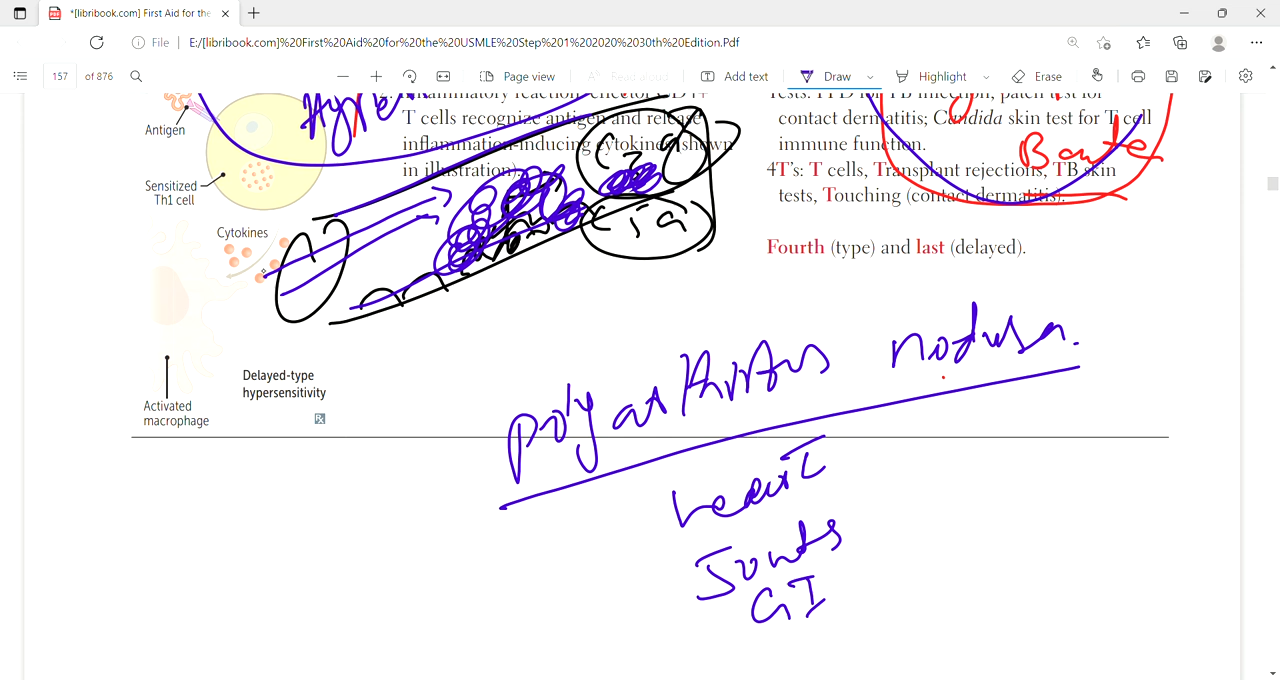 *[libribook.com] First Aid for the
File E:/[libribook.com]%20First%20Aid%20for%20the%20USMLE%20Step%201%202020%2030th%20Edition.Pdf
157 of 876 Page view Read aloud Add text Draw Highlight Erase
Antigen
Sensitized
Th1 cell
Cytokines
Activated
macrophage
Delayed-type
hypersensitivity
Rx
T cells recognize antigen and release
inflammation-inducing cytokines (shown
in illustration).
contact dermatitis; Candida skin test for T cell
immune function.
4T's: T cells, Transplant rejections, TB skin
tests, Touching (contact dermatitis).
Fourth (type) and last (delayed).
C3a
C5a
nodusa.
Heart
Joints
GI